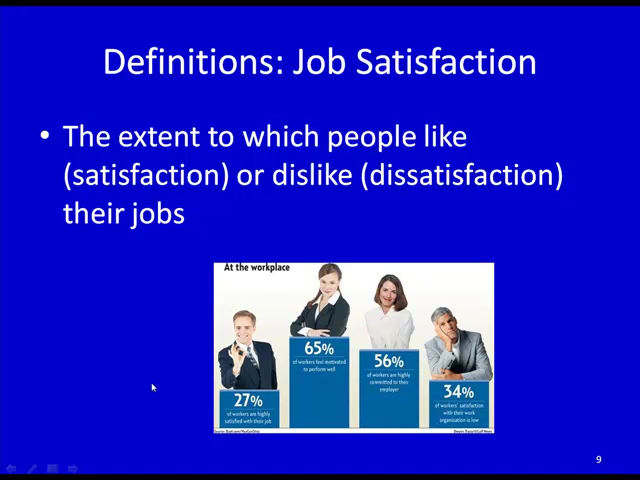 Definitions: Job Satisfaction
• The extent to which people like
(satisfaction) or dislike (dissatisfaction)
their jobs
At the workplace
27%
of workers are highly
satisfied with their job
65%
of workers feel motivated
to perform well
56%
of workers are highly
committed to their
employer
34%
of workers' satisfaction
with their work
organisation is low
9